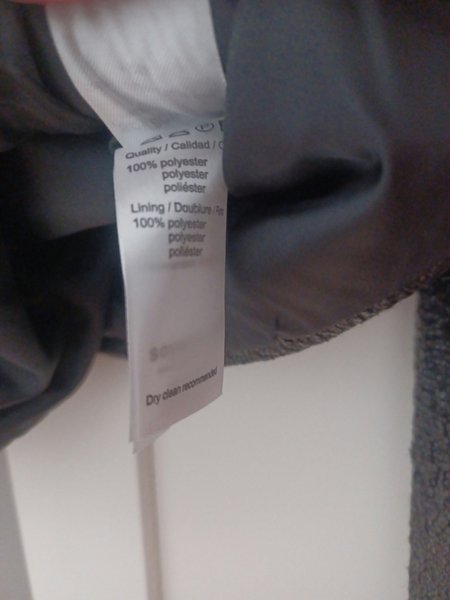 Quality / Calidad /
100% polyester
polyester
poliéster
Lining / Doublure /
100% polyester
polyester
poliéster
Dry clean recommended